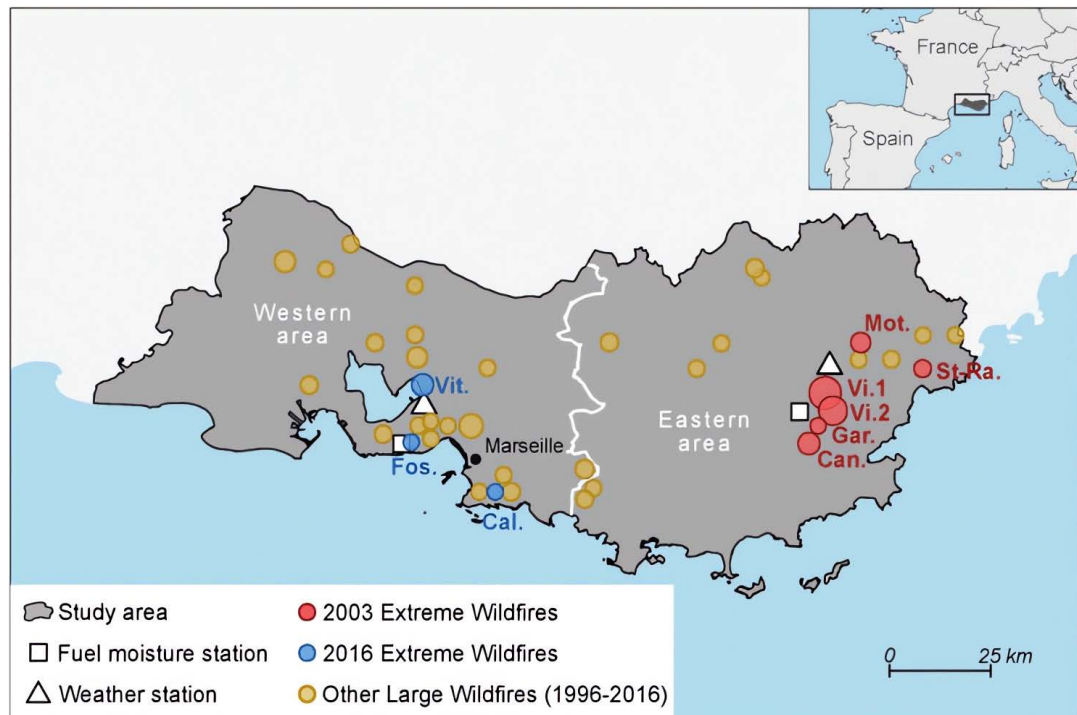 France
Spain
Western
area
Mot.
St-Ra.
Vit.
Vi.1
Vi.2
Eastern
area
Gar.
Marseille
Can.
Fos.
Cal.
Study area
2003 Extreme Wildfires
Fuel moisture station
2016 Extreme Wildfires
Weather station
Other Large Wildfires (1996-2016)
0 25 km